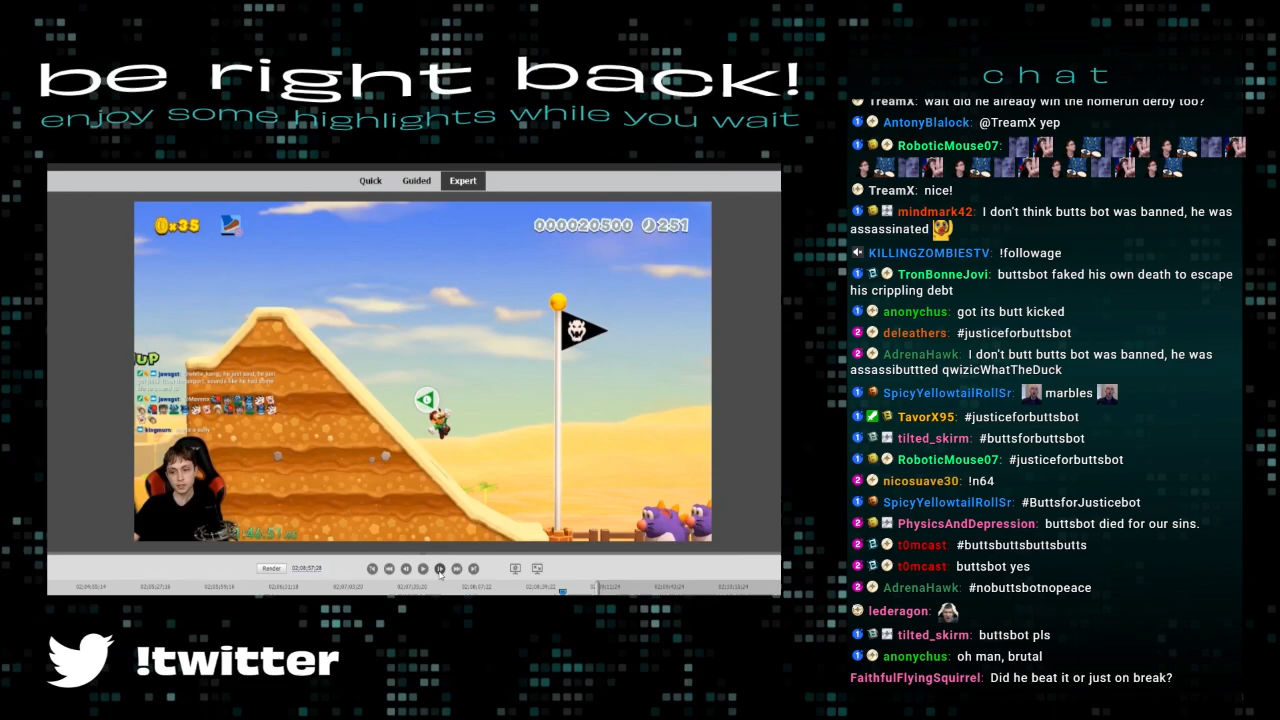 be right back!
enjoy some highlights while you wait
Quick Guided Expert
x35
000020500 251
UP
Render 02;08;57;28
!twitter
chat
TreamX: wait did he already win the homerun derby too?
AntonyBlalock: @TreamX yep
RoboticMouse07:
TreamX: nice!
mindmark42: I don't think butts bot was banned, he was
assassinated
KILLINGZOMBIESTV: !followage
TronBonneJovi: buttsbot faked his own death to escape
his crippling debt
anonychus: got its butt kicked
deleathers: #justiceforbuttsbot
AdrenaHawk: I don't butt butts bot was banned, he was
assassibuttted qwizicWhatTheDuck
SpicyYellowtailRollSr: marbles
TavorX95: #justiceforbuttsbot
tilted_skirm: #buttsforbuttsbot
RoboticMouse07: #justiceforbuttsbot
nicosuave30: !n64
SpicyYellowtailRollSr: #ButtsforJusticebot
PhysicsAndDepression: buttsbot died for our sins.
t0mcast: #buttsbuttsbuttsbutts
t0mcast: buttsbot yes
AdrenaHawk: #nobuttsbotnopeace
lederagon:
tilted_skirm: buttsbot pls
anonychus: oh man, brutal
FaithfulFlyingSquirrel: Did he beat it or just on break?